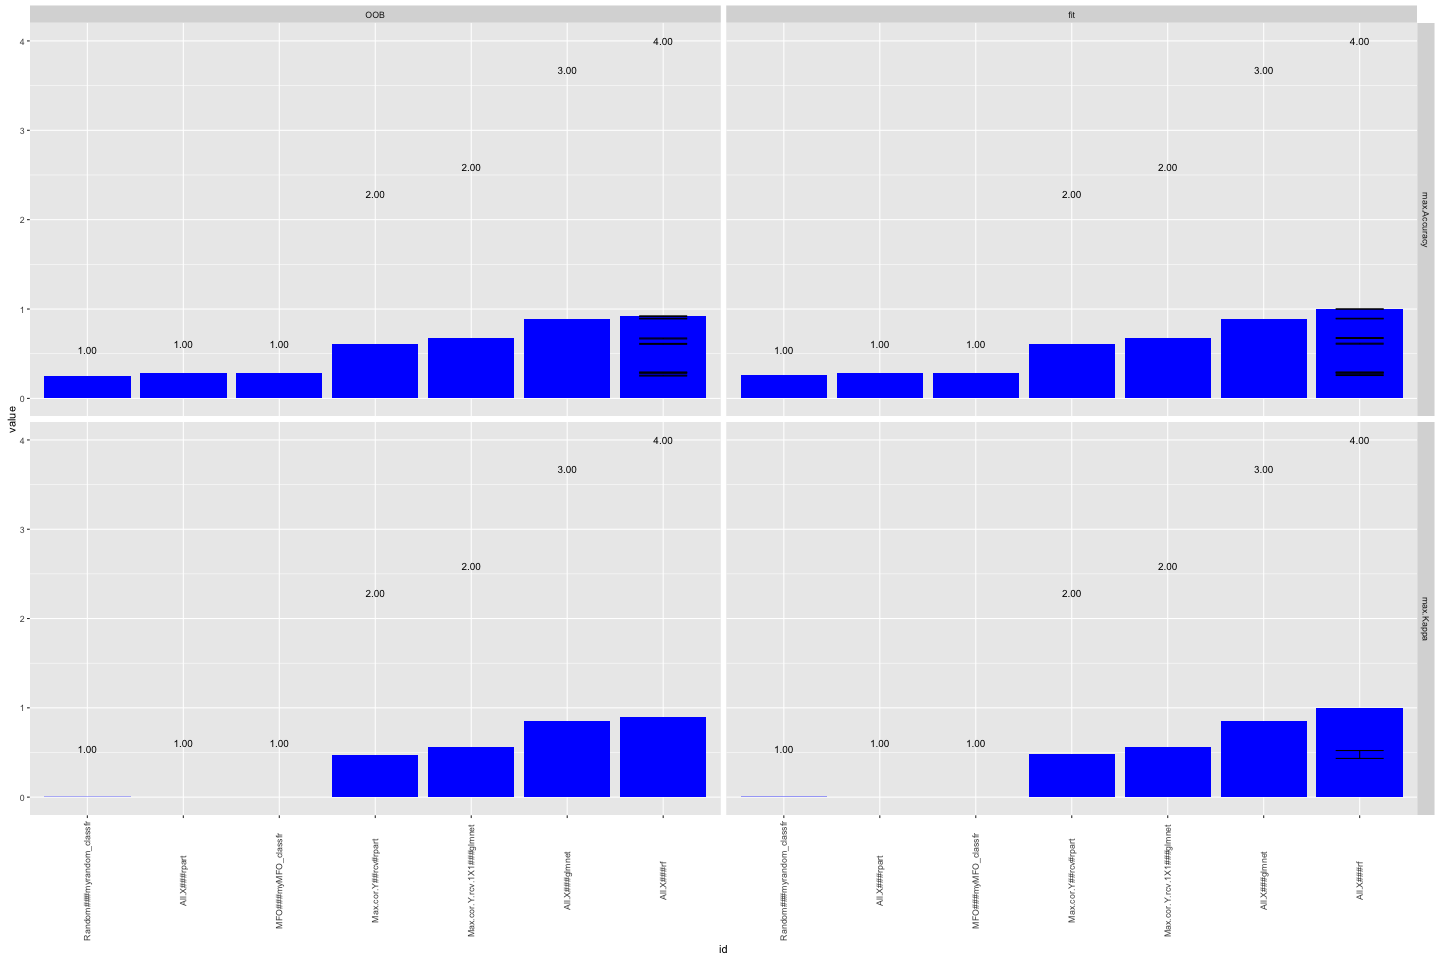 OOB
fit
4
3
2
1
0
1.00
1.00
1.00
2.00
2.00
3.00
4.00
1.00
1.00
1.00
2.00
2.00
3.00
4.00
max.Accuracy
value
4
3
2
1
0
1.00
1.00
1.00
2.00
2.00
3.00
4.00
1.00
1.00
1.00
2.00
2.00
3.00
4.00
max.Kappa
Random###myrandom_classfr
All.X###rpart
MFO###myMFO_classfr
Max.cor.Y##rcv#rpart
Max.cor.Y.rcv.1X1###glmnet
All.X###glmnet
All.X###rf
Random###myrandom_classfr
All.X###rpart
MFO###myMFO_classfr
Max.cor.Y##rcv#rpart
Max.cor.Y.rcv.1X1###glmnet
All.X###glmnet
All.X###rf
id